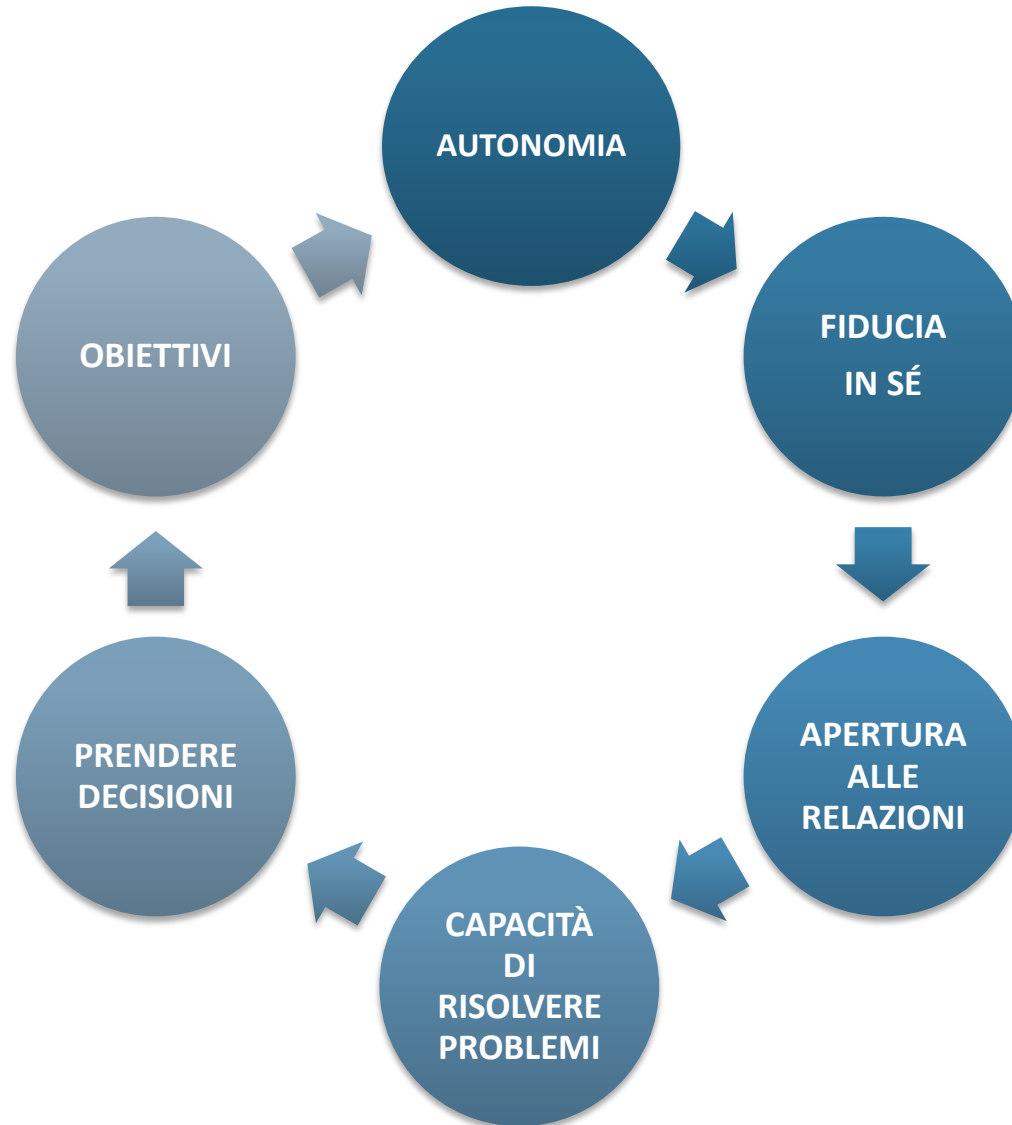 AUTONOMIA
FIDUCIA
IN SÉ
APERTURA
ALLE
RELAZIONI
CAPACITÀ
DI
RISOLVERE
PROBLEMI
PRENDERE
DECISIONI
OBIETTIVI